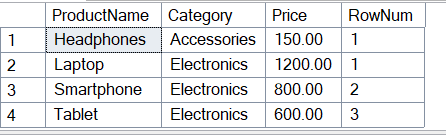 ProductName Category Price RowNum
1 Headphones Accessories 150.00 1
2 Laptop Electronics 1200.00 1
3 Smartphone Electronics 800.00 2
4 Tablet Electronics 600.00 3